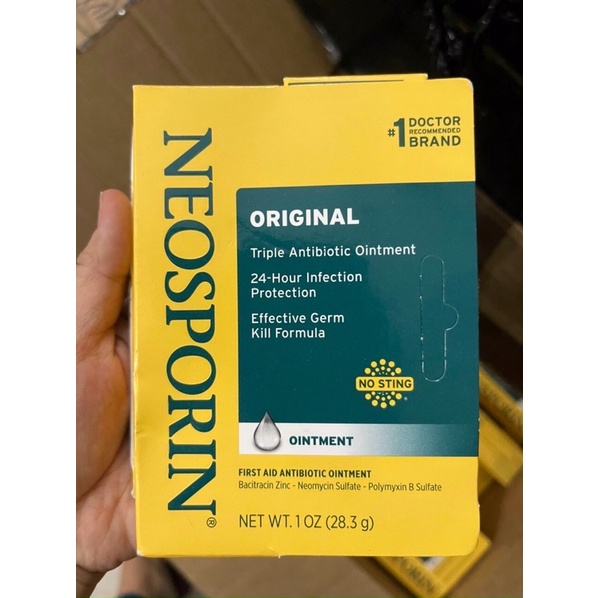 NEOSPORIN®
#1 DOCTOR
RECOMMENDED
BRAND
ORIGINAL
Triple Antibiotic Ointment
24-Hour Infection
Protection
Effective Germ
Kill Formula
NO STING
OINTMENT
FIRST AID ANTIBIOTIC OINTMENT
Bacitracin Zinc - Neomycin Sulfate - Polymyxin B Sulfate
NET WT. 1 OZ (28.3 g)